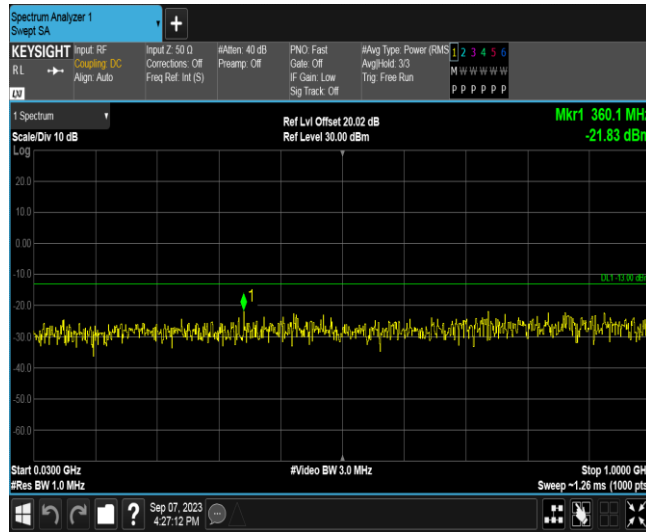 Spectrum Analyzer 1
Swept SA
+
KEYSIGHT
RL
LXI
Input: RF
Coupling: DC
Align: Auto
Input Z: 50 Ω
Corrections: Off
Freq Ref: Int (S)
#Atten: 40 dB
Preamp: Off
PNO: Fast
Gate: Off
IF Gain: Low
Sig Track: Off
#Avg Type: Power (RMS
Avg|Hold: 3/3
Trig: Free Run
1 2 3 4 5 6
M W W W W W
P P P P P P
1 Spectrum
Scale/Div 10 dB
Log
Ref Lvl Offset 20.02 dB
Ref Level 30.00 dBm
Mkr1 360.1 MHz
-21.83 dBm
20.0
10.0
0.00
-10.0
DL1 -13.00 dBm
1
-20.0
-30.0
-40.0
-50.0
-60.0
Start 0.0300 GHz
#Res BW 1.0 MHz
#Video BW 3.0 MHz
Stop 1.0000 GH
Sweep ~1.26 ms (1000 pts
?
Sep 07, 2023
4:27:12 PM